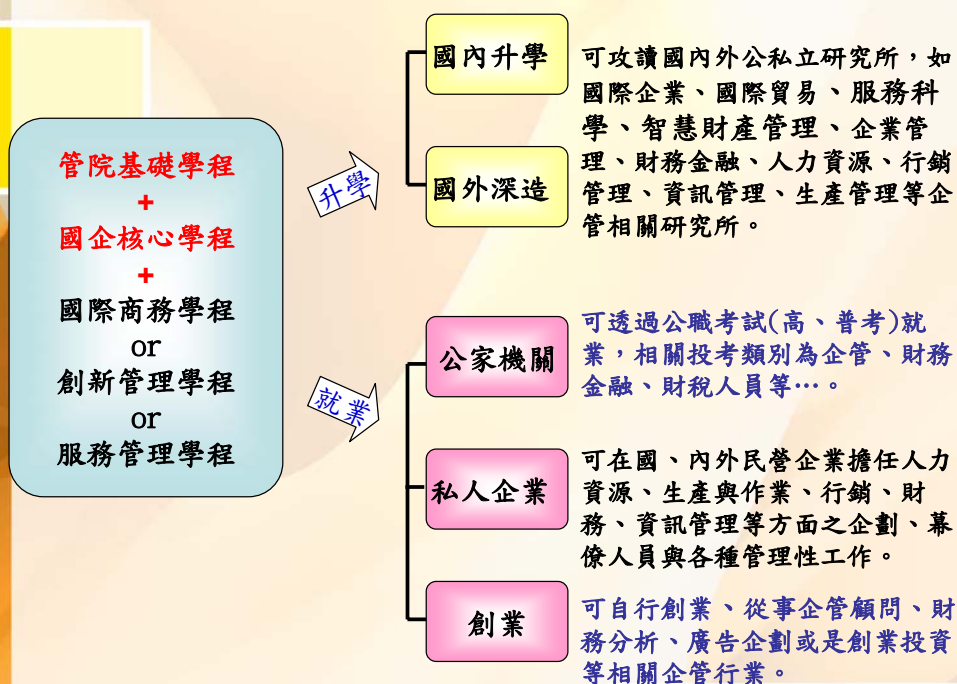 管院基礎學程
+
國企核心學程
+
國際商務學程
or
創新管理學程
or
服務管理學程
升學
國內升學
國外深造
可攻讀國內外公私立研究所，如
國際企業、國際貿易、服務科
學、智慧財產管理、企業管
理、財務金融、人力資源、行銷
管理、資訊管理、生產管理等企
管相關研究所。
就業
公家機關
可透過公職考試(高、普考)就
業，相關投考類別為企管、財務
金融、財稅人員等…。
私人企業
可在國、內外民營企業擔任人力
資源、生產與作業、行銷、財
務、資訊管理等方面之企劃、幕
僚人員與各種管理性工作。
創業
可自行創業、從事企管顧問、財
務分析、廣告企劃或是創業投資
等相關企管行業。